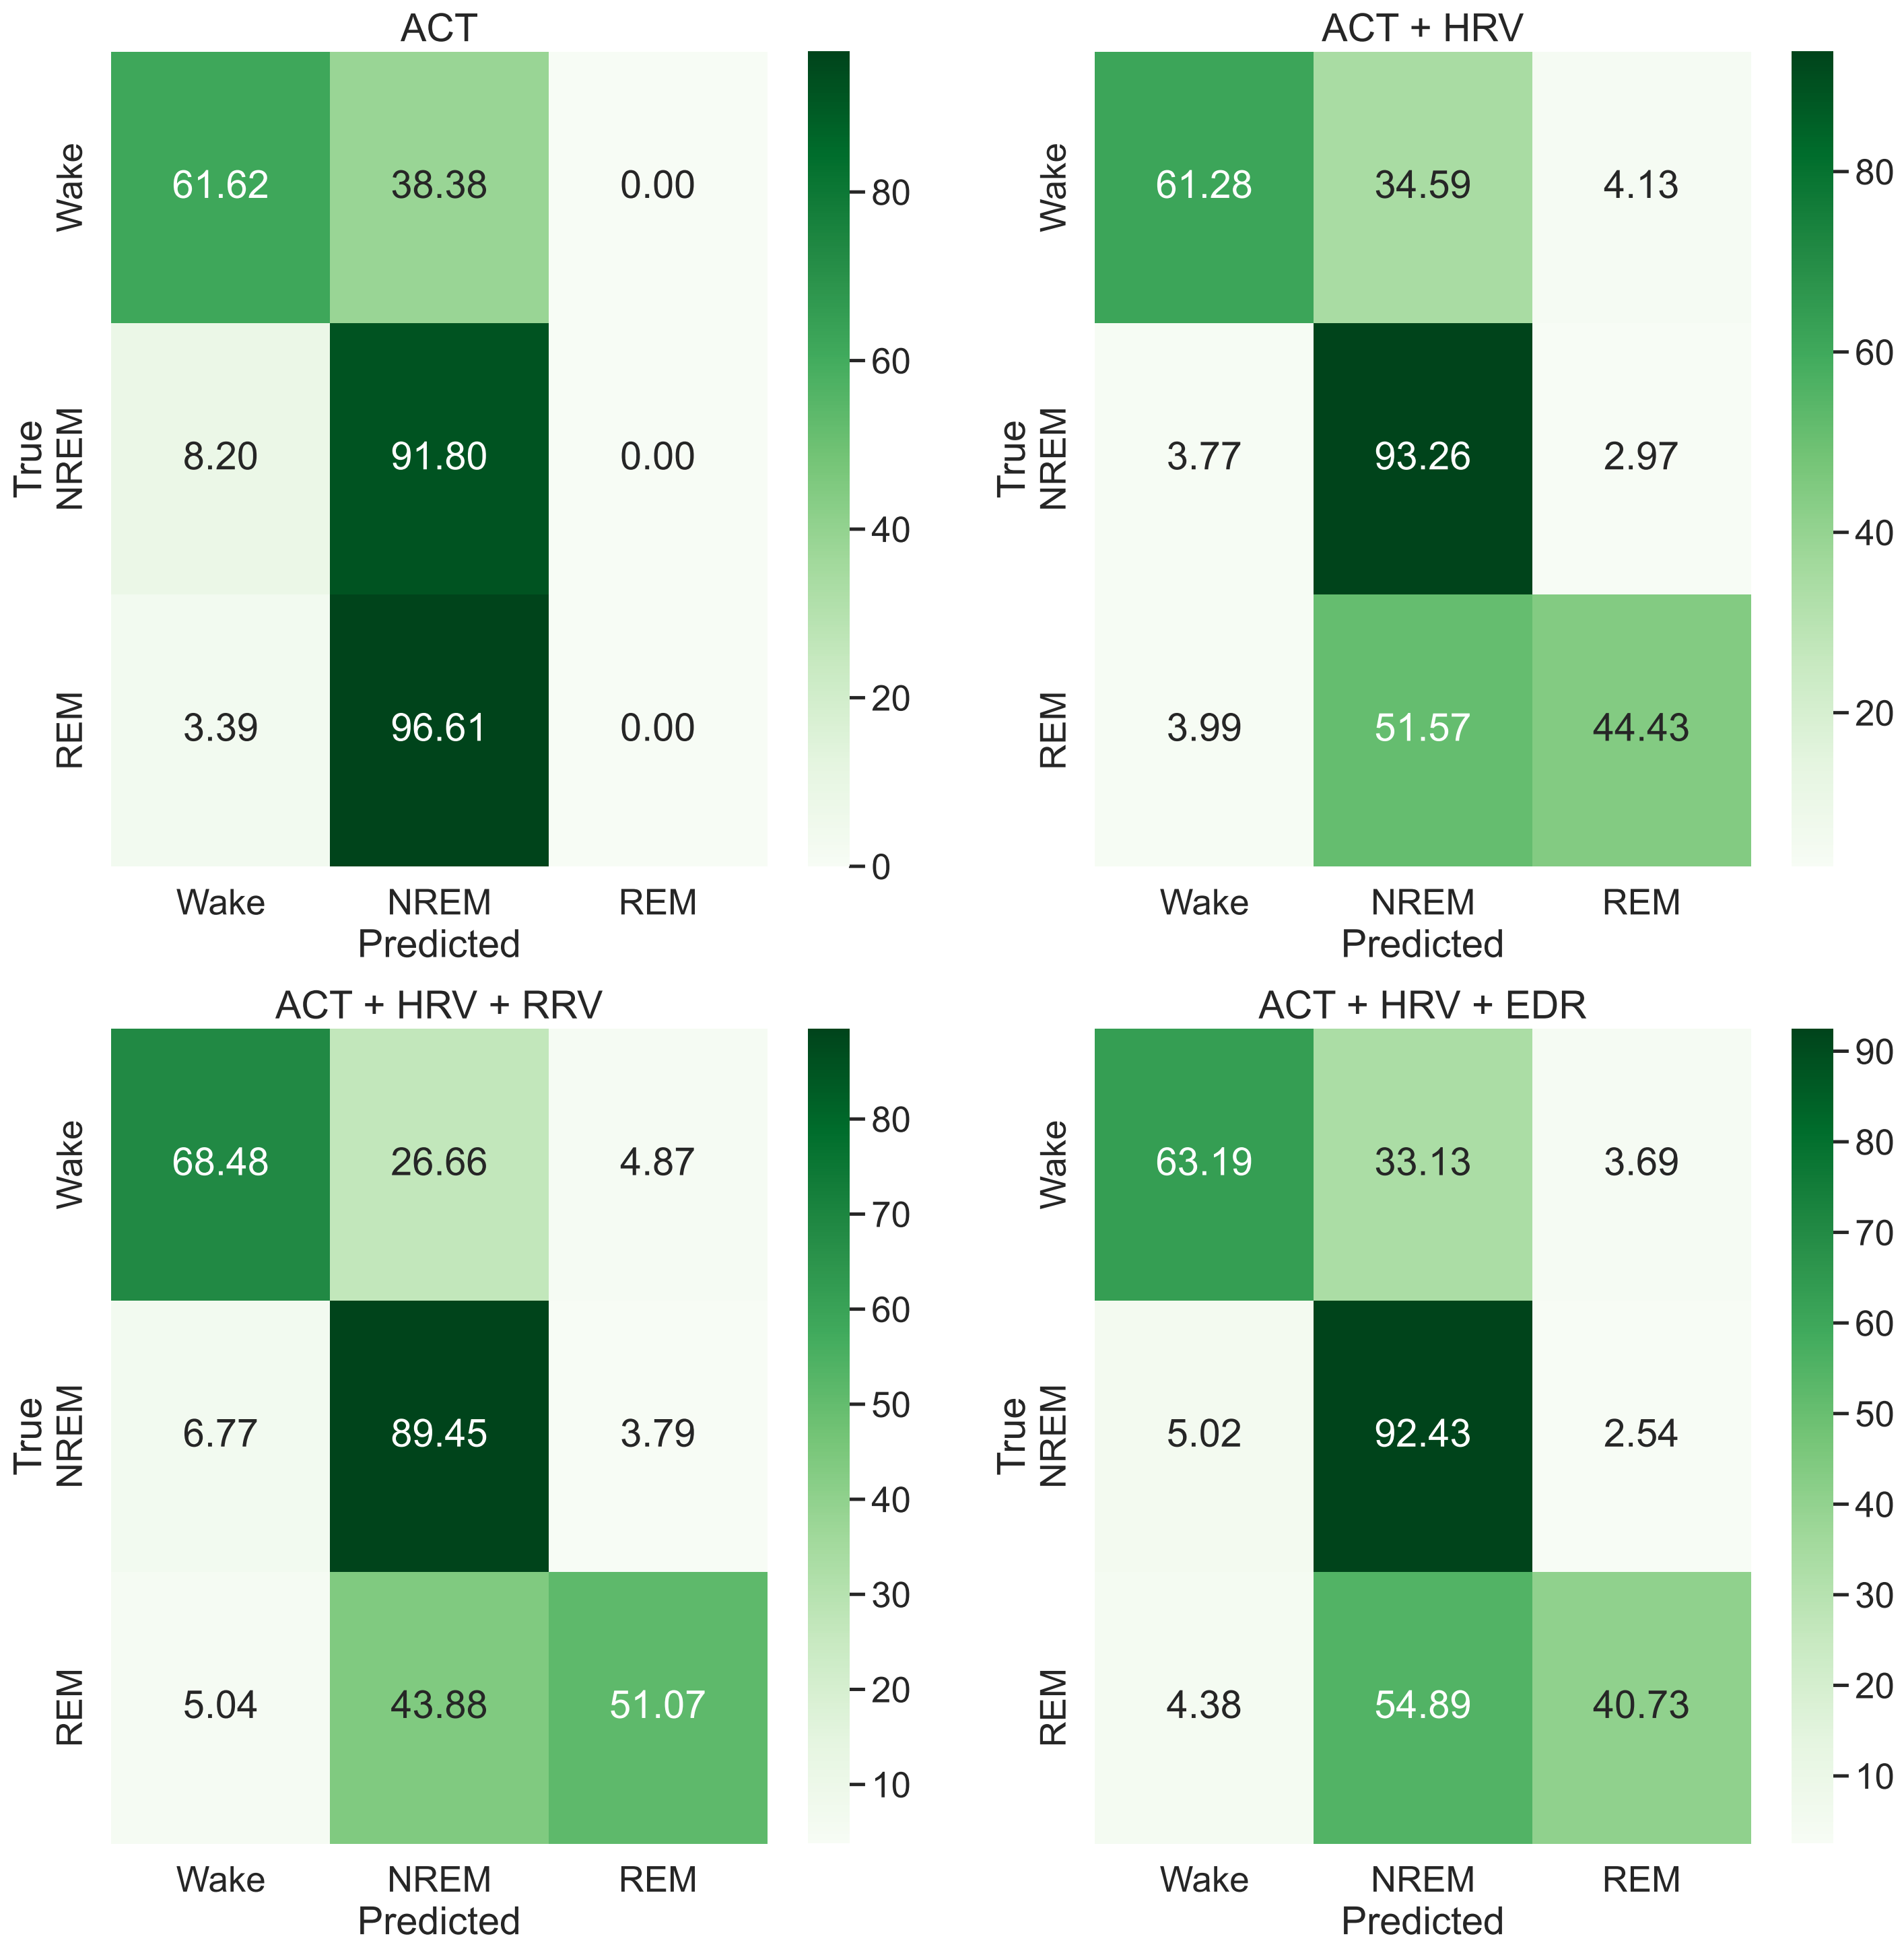 ACT
Wake 61.62 38.38 0.00
True
NREM 8.20 91.80 0.00
REM 3.39 96.61 0.00
Wake NREM REM
Predicted
80
60
40
20
0
ACT + HRV
Wake 61.28 34.59 4.13
True
NREM 3.77 93.26 2.97
REM 3.99 51.57 44.43
Wake NREM REM
Predicted
80
60
40
20
ACT + HRV + RRV
Wake 68.48 26.66 4.87
True
NREM 6.77 89.45 3.79
REM 5.04 43.88 51.07
Wake NREM REM
Predicted
80
70
60
50
40
30
20
10
ACT + HRV + EDR
Wake 63.19 33.13 3.69
True
NREM 5.02 92.43 2.54
REM 4.38 54.89 40.73
Wake NREM REM
Predicted
90
80
70
60
50
40
30
20
10